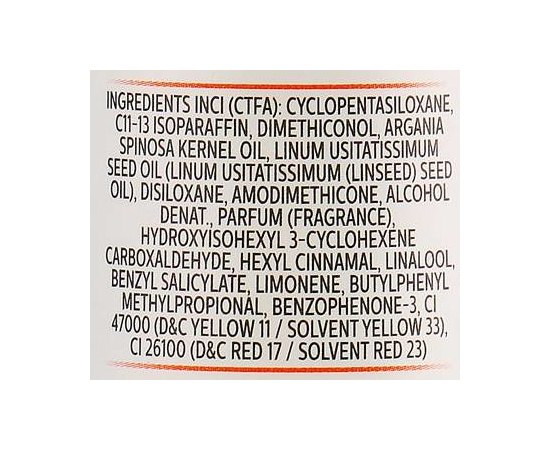 INGREDIENTS INCI (CTFA): CYCLOPENTASILOXANE,
C11-13 ISOPARAFFIN, DIMETHICONOL, ARGANIA
SPINOSA KERNEL OIL, LINUM USITATISSIMUM
SEED OIL (LINUM USITATISSIMUM (LINSEED) SEED
OIL), DISILOXANE, AMODIMETHICONE, ALCOHOL
DENAT., PARFUM (FRAGRANCE),
HYDROXYISOHEXYL 3-CYCLOHEXENE
CARBOXALDEHYDE, HEXYL CINNAMAL, LINALOOL,
BENZYL SALICYLATE, LIMONENE, BUTYLPHENYL
METHYLPROPIONAL, BENZOPHENONE-3, CI
47000 (D&C YELLOW 11 / SOLVENT YELLOW 33),
CI 26100 (D&C RED 17 / SOLVENT RED 23)